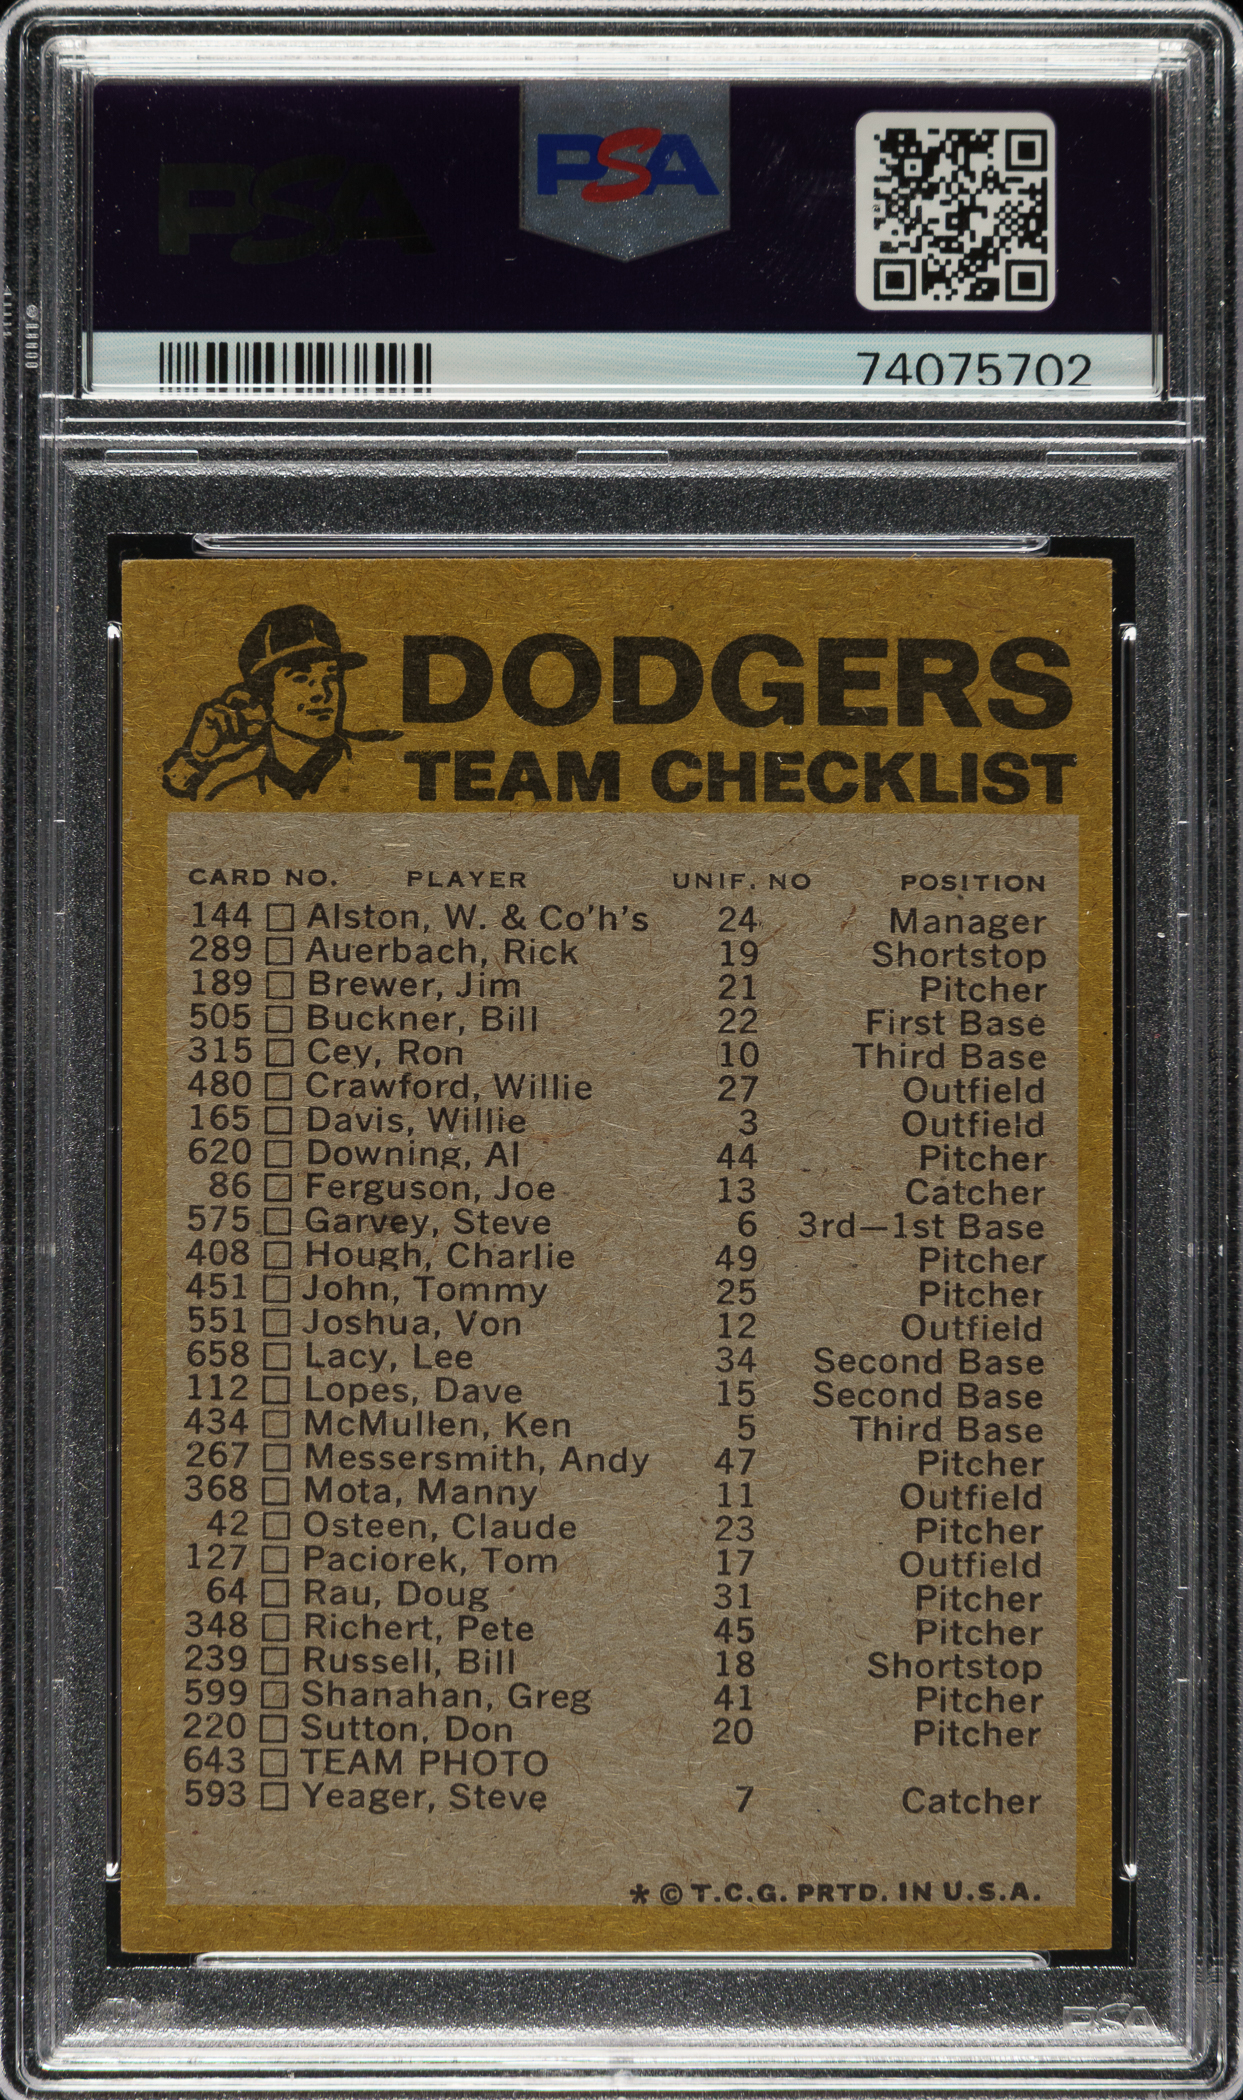 PSA
PSA
74075702
DODGERS
TEAM CHECKLIST
CARD NO. PLAYER UNIF. NO POSITION
144 Alston, W. & Co'h's 24 Manager
289 Auerbach, Rick 19 Shortstop
189 Brewer, Jim 21 Pitcher
505 Buckner, Bill 22 First Base
315 Cey, Ron 10 Third Base
480 Crawford, Willie 27 Outfield
165 Davis, Willie 3 Outfield
620 Downing, Al 44 Pitcher
86 Ferguson, Joe 13 Catcher
575 Garvey, Steve 6 3rd—1st Base
408 Hough, Charlie 49 Pitcher
451 John, Tommy 25 Pitcher
551 Joshua, Von 12 Outfield
658 Lacy, Lee 34 Second Base
112 Lopes, Dave 15 Second Base
434 McMullen, Ken 5 Third Base
267 Messersmith, Andy 47 Pitcher
368 Mota, Manny 11 Outfield
42 Osteen, Claude 23 Pitcher
127 Paciorek, Tom 17 Outfield
64 Rau, Doug 31 Pitcher
348 Richert, Pete 45 Pitcher
239 Russell, Bill 18 Shortstop
599 Shanahan, Greg 41 Pitcher
220 Sutton, Don 20 Pitcher
643 TEAM PHOTO
593 Yeager, Steve 7 Catcher
* © T.C.G. PRTD. IN U.S.A.
PSA